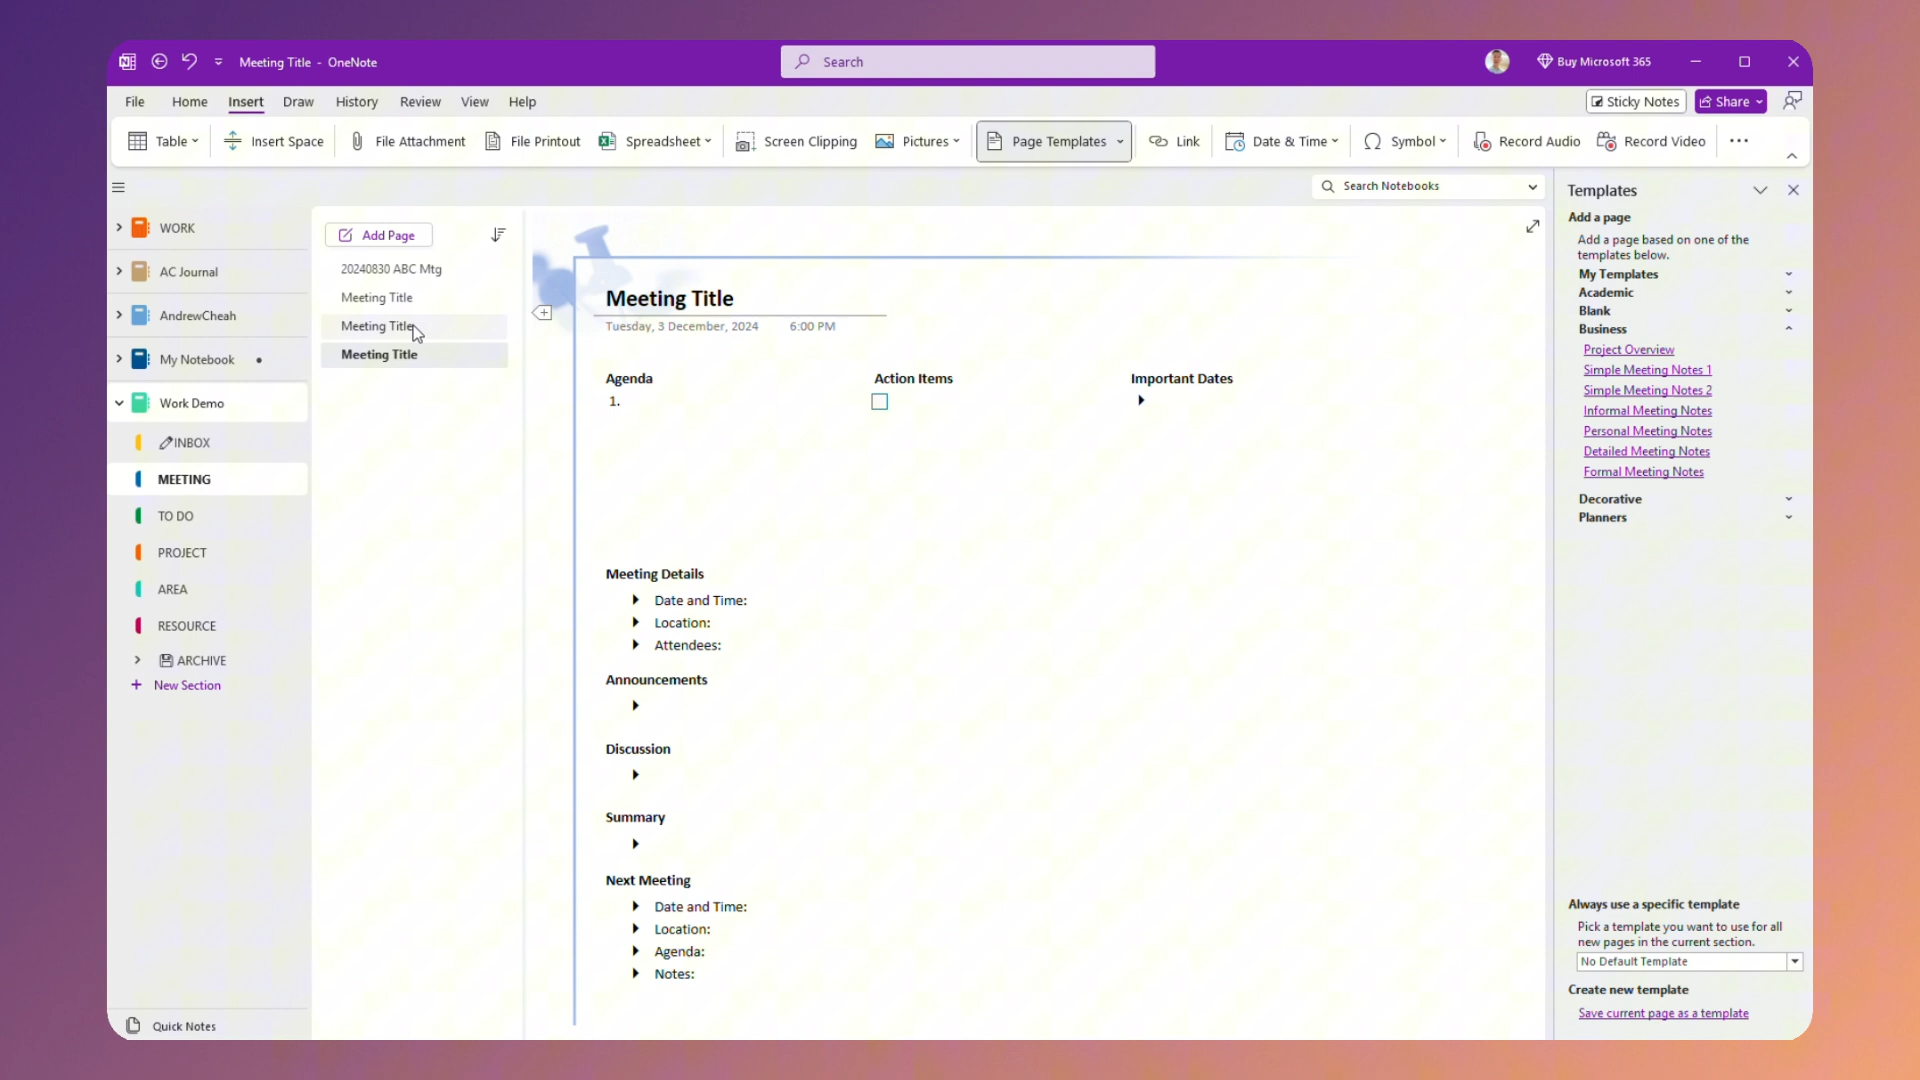 Meeting Title - OneNote
Search
Buy Microsoft 365
File Home Insert Draw History Review View Help
Sticky Notes Share
Table Insert Space File Attachment File Printout Spreadsheet Screen Clipping Pictures Page Templates Link Date & Time Symbol Record Audio Record Video
Search Notebooks
WORK
AC Journal
AndrewCheah
My Notebook
Work Demo
INBOX
MEETING
TO DO
PROJECT
AREA
RESOURCE
ARCHIVE
New Section
Quick Notes
Add Page
20240830 ABC Mtg
Meeting Title
Meeting Title
Meeting Title
Meeting Title
Tuesday, 3 December, 2024 6:00 PM
Agenda Action Items Important Dates
1.
Meeting Details
Date and Time:
Location:
Attendees:
Announcements
Discussion
Summary
Next Meeting
Date and Time:
Location:
Agenda:
Notes:
Templates
Add a page
Add a page based on one of the
templates below.
My Templates
Academic
Blank
Business
Project Overview
Simple Meeting Notes 1
Simple Meeting Notes 2
Informal Meeting Notes
Personal Meeting Notes
Detailed Meeting Notes
Formal Meeting Notes
Decorative
Planners
Always use a specific template
Pick a template you want to use for all
new pages in the current section.
No Default Template
Create new template
Save current page as a template